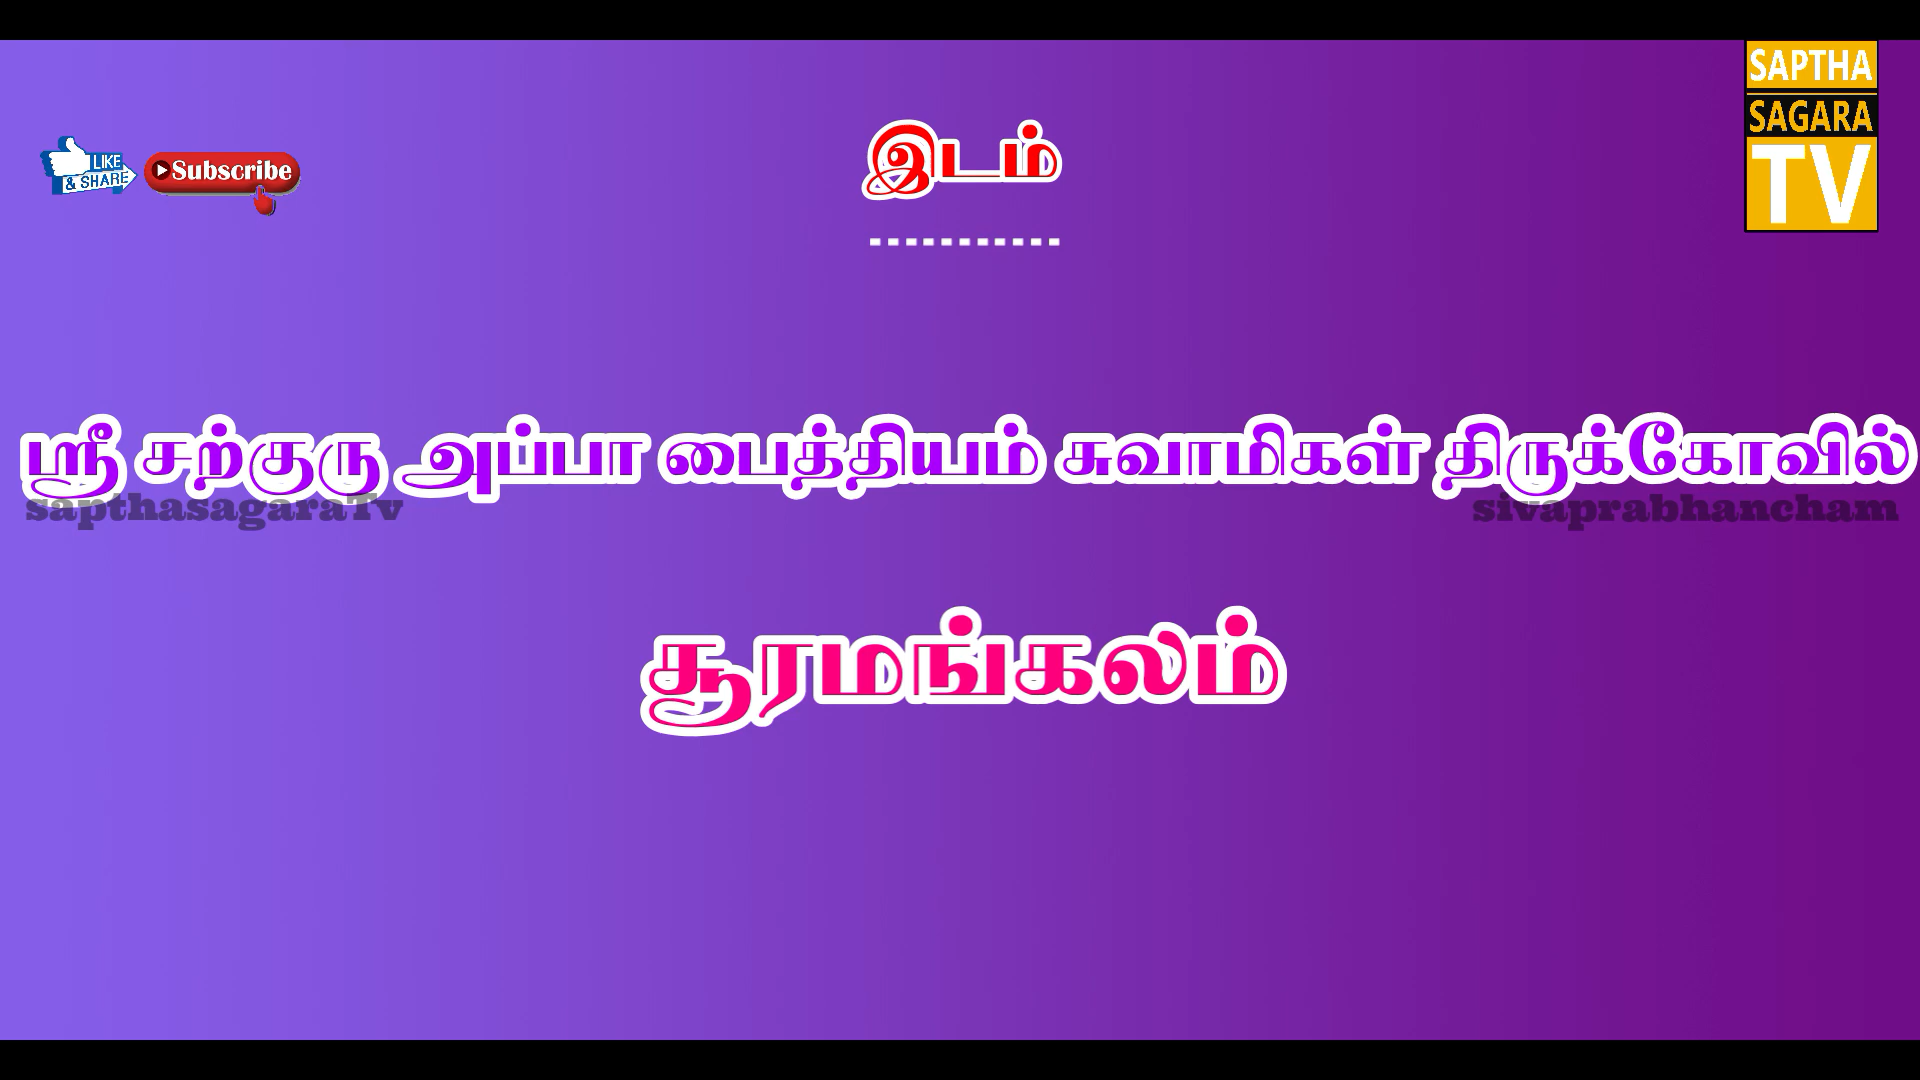 SAPTHA
SAGARA
TV
LIKE
& SHARE
Subscribe
இடம்
-----------
ஸ்ரீ சற்குரு அப்பா பைத்தியம் சுவாமிகள் திருக்கோவில்
sapthasagaraTv
sivaprabhancham
சூரமங்கலம்